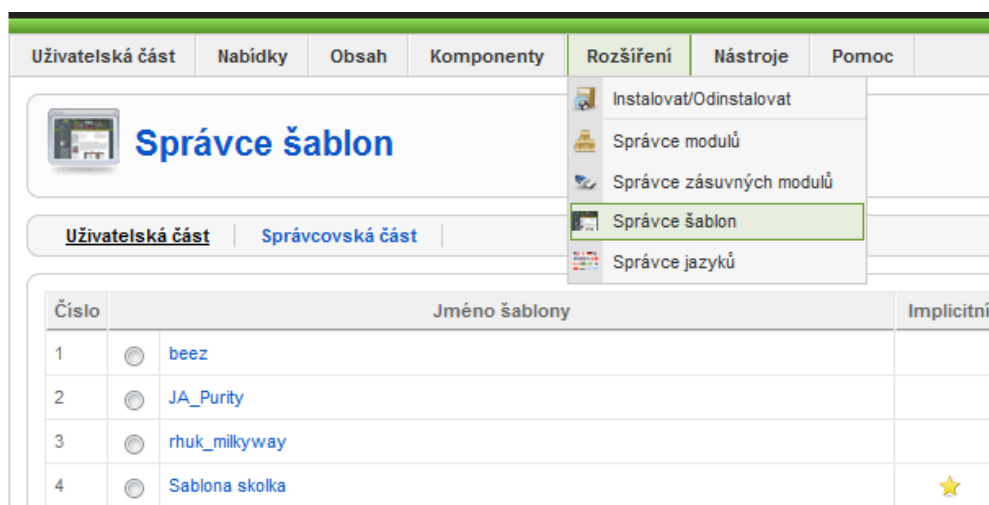 Uživatelská část Nabídky Obsah Komponenty Rozšíření Nástroje Pomoc
Instalovat/Odinstalovat
Správce modulů
Správce zásuvných modulů
Správce šablon
Správce jazyků
Správce šablon
Uživatelská část Správcovská část
Číslo Jméno šablony Implicitní
1 beez
2 JA_Purity
3 rhuk_milkyway
4 Sablona skolka